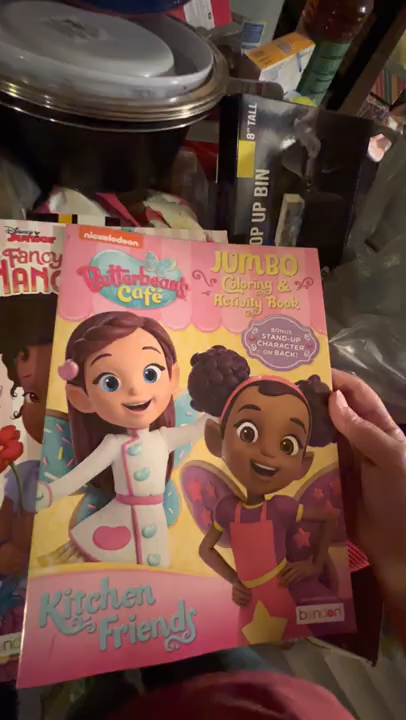 8" TALL
OP UP BIN
Disney
Junior
Fancy
NANC
nickelodeon
Butterbean's
Café
JUMBO
Coloring &
Activity Book
BONUS
STAND-UP
CHARACTER
ON BACK!
Kitchen
Friends
bendon